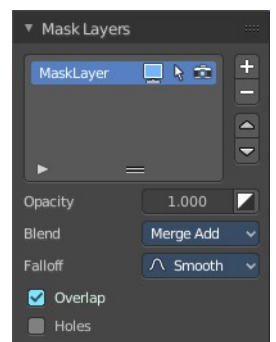 Mask Layers
MaskLayer
Opacity 1.000
Blend Merge Add
Falloff Smooth
Overlap
Holes